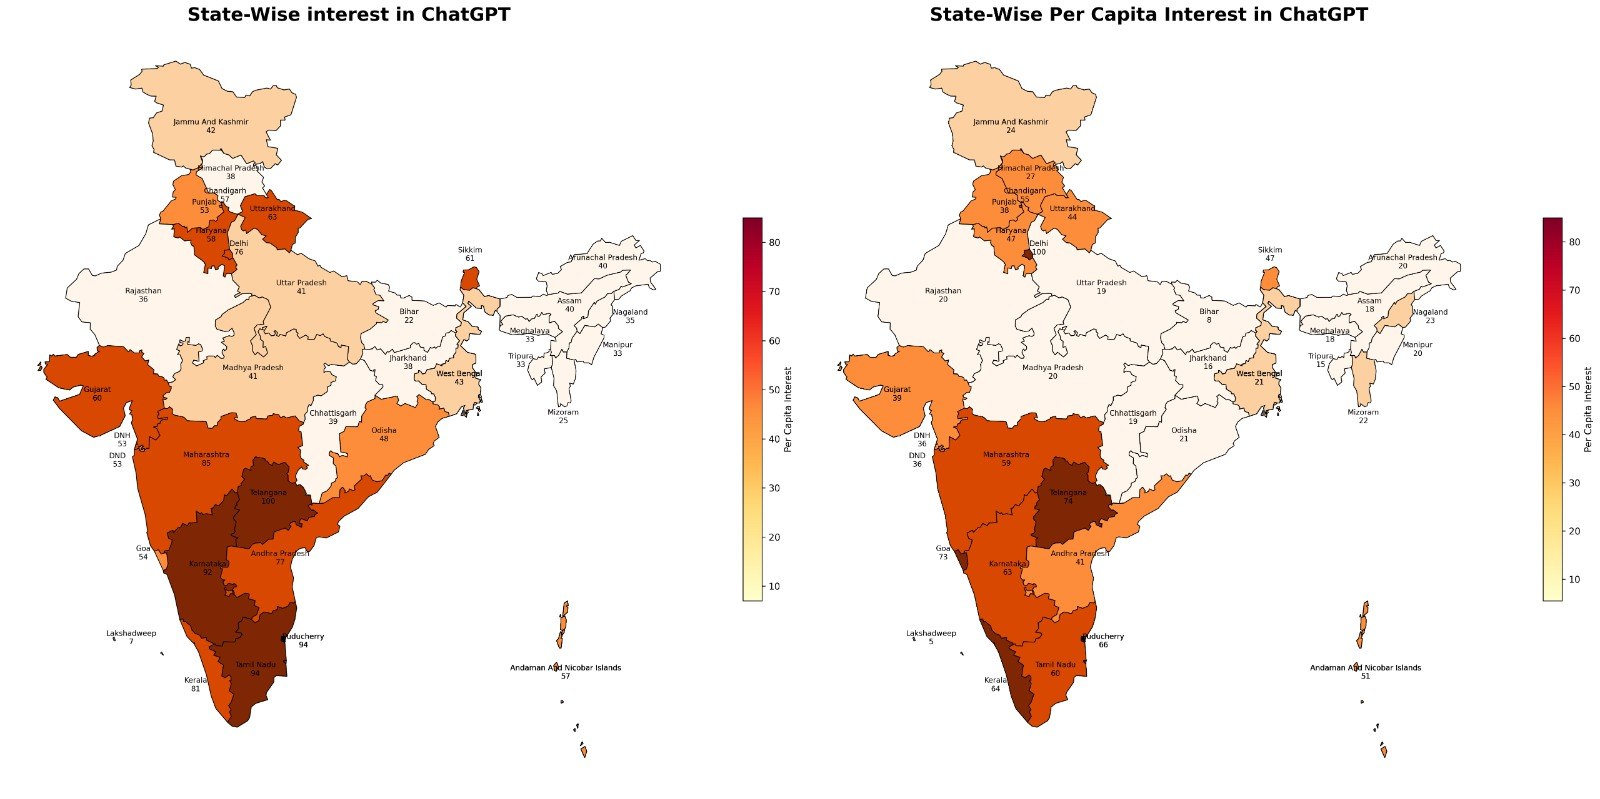 State-Wise interest in ChatGPT
Jammu And Kashmir
42
Himachal Pradesh
38
Chandigarh
57
Punjab
53
Uttarakhand
63
Haryana
58
Delhi
76
Sikkim
61
Arunachal Pradesh
40
Rajasthan
36
Uttar Pradesh
41
Bihar
22
Assam
40
Nagaland
35
Meghalaya
33
Manipur
33
Tripura
33
Jharkhand
38
West Bengal
43
Madhya Pradesh
41
Gujarat
60
Chhattisgarh
39
Mizoram
25
Odisha
48
DNH
53
DND
53
Maharashtra
85
Telangana
100
Goa
54
Andhra Pradesh
77
Karnataka
92
Lakshadweep
7
Puducherry
94
Tamil Nadu
94
Kerala
81
Andaman And Nicobar Islands
57
80
70
60
50
40
30
20
10
Per Capita Interest
State-Wise Per Capita Interest in ChatGPT
Jammu And Kashmir
24
Himachal Pradesh
27
Chandigarh
55
Punjab
38
Uttarakhand
44
Haryana
47
Delhi
100
Sikkim
47
Arunachal Pradesh
20
Rajasthan
20
Uttar Pradesh
19
Bihar
8
Assam
18
Nagaland
23
Meghalaya
18
Manipur
20
Tripura
15
Jharkhand
16
West Bengal
21
Madhya Pradesh
20
Gujarat
39
Chhattisgarh
19
Mizoram
22
Odisha
21
DNH
36
DND
36
Maharashtra
59
Telangana
74
Goa
73
Andhra Pradesh
41
Karnataka
63
Lakshadweep
5
Puducherry
66
Tamil Nadu
60
Kerala
64
Andaman And Nicobar Islands
51
80
70
60
50
40
30
20
10
Per Capita Interest